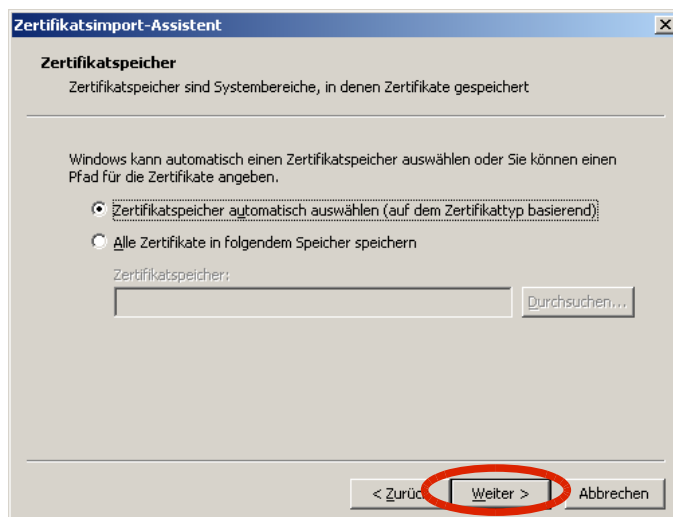 Zertifikatsimport-Assistent
Zertifikatspeicher
Zertifikatspeicher sind Systembereiche, in denen Zertifikate gespeichert
Windows kann automatisch einen Zertifikatspeicher auswählen oder Sie können einen
Pfad für die Zertifikate angeben.
Zertifikatspeicher automatisch auswählen (auf dem Zertifikattyp basierend)
Alle Zertifikate in folgendem Speicher speichern
Zertifikatspeicher:
Durchsuchen...
< Zurüc Weiter > Abbrechen